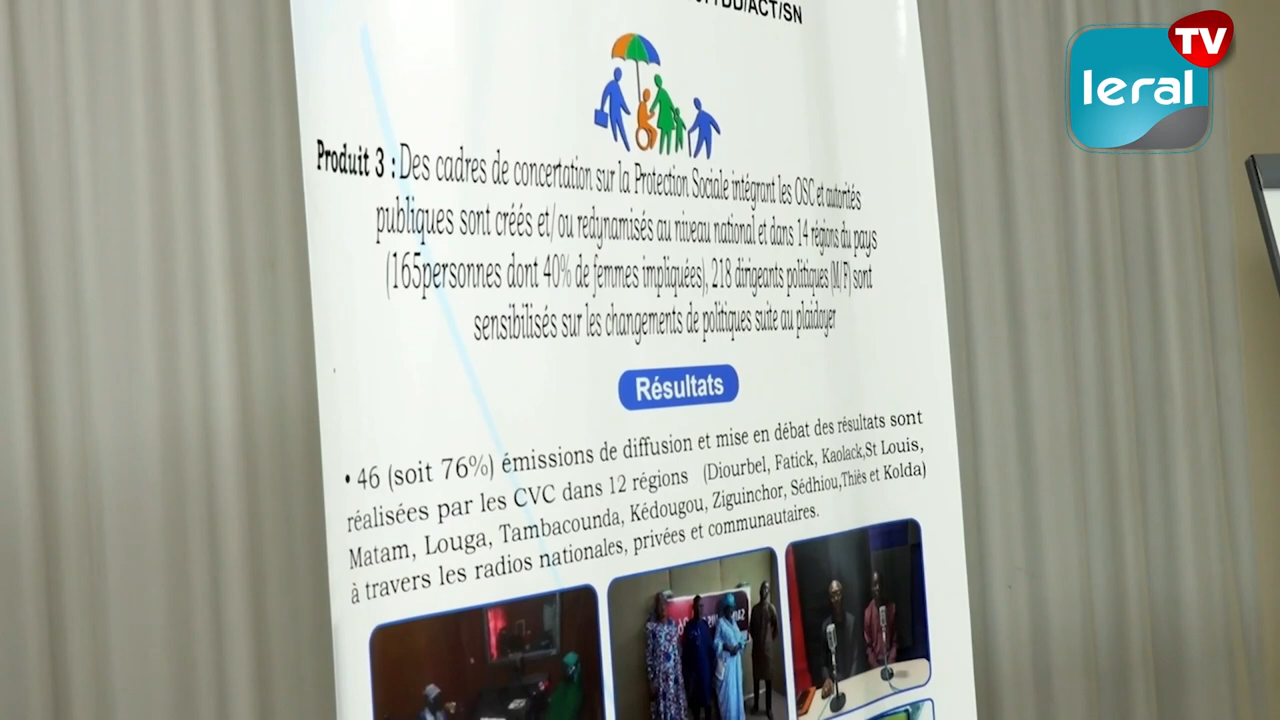 /DD/ACT/SN
leral TV
Produit 3 : Des cadres de concertation sur la Protection Sociale intégrant les OSC et autorités
publiques sont créés et/ou redynamisés au niveau national et dans 14 régions du pays
(165personnes dont 40% de femmes impliquées), 218 dirigeants politiques (M/F) sont
sensibilisés sur les changements de politiques suite au plaidoyer
Résultats
• 46 (soit 76%) émissions de diffusion et mise en débat des résultats sont
réalisées par les CVC dans 12 régions (Diourbel, Fatick, Kaolack,St Louis,
Matam, Louga, Tambacounda, Kédougou, Ziguinchor, Sédhiou,Thiès et Kolda)
à travers les radios nationales, privées et communautaires.